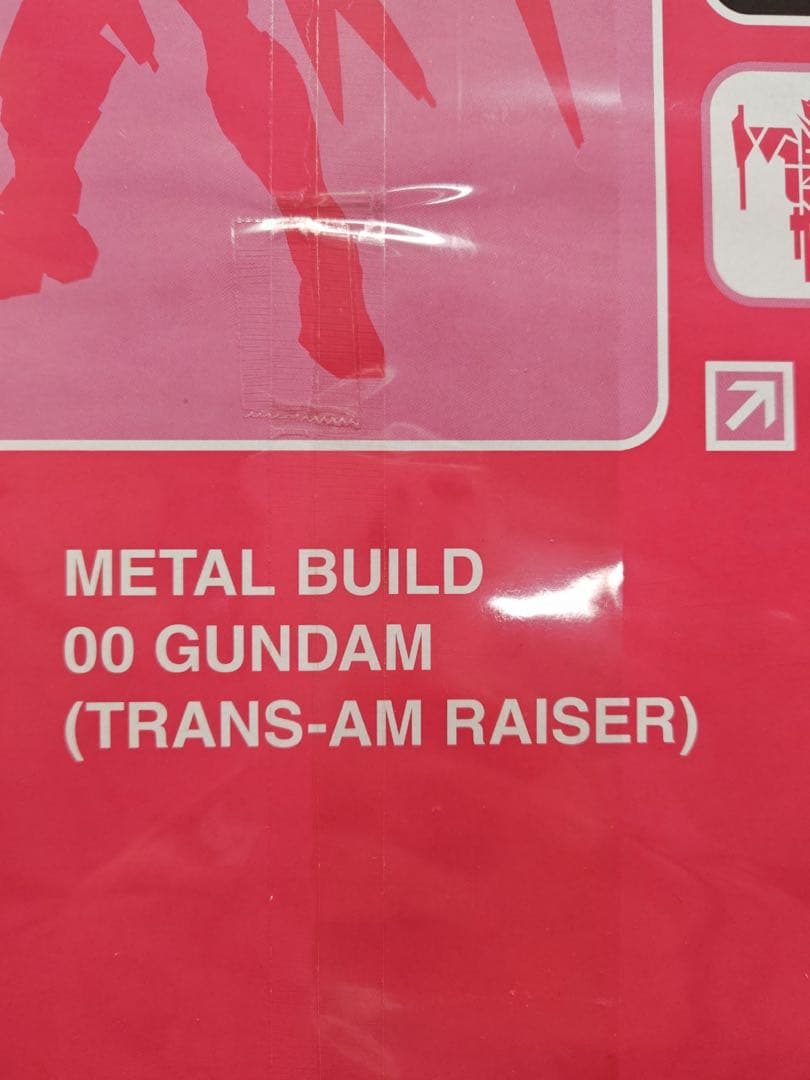 METAL BUILD
00 GUNDAM
(TRANS-AM RAISER)